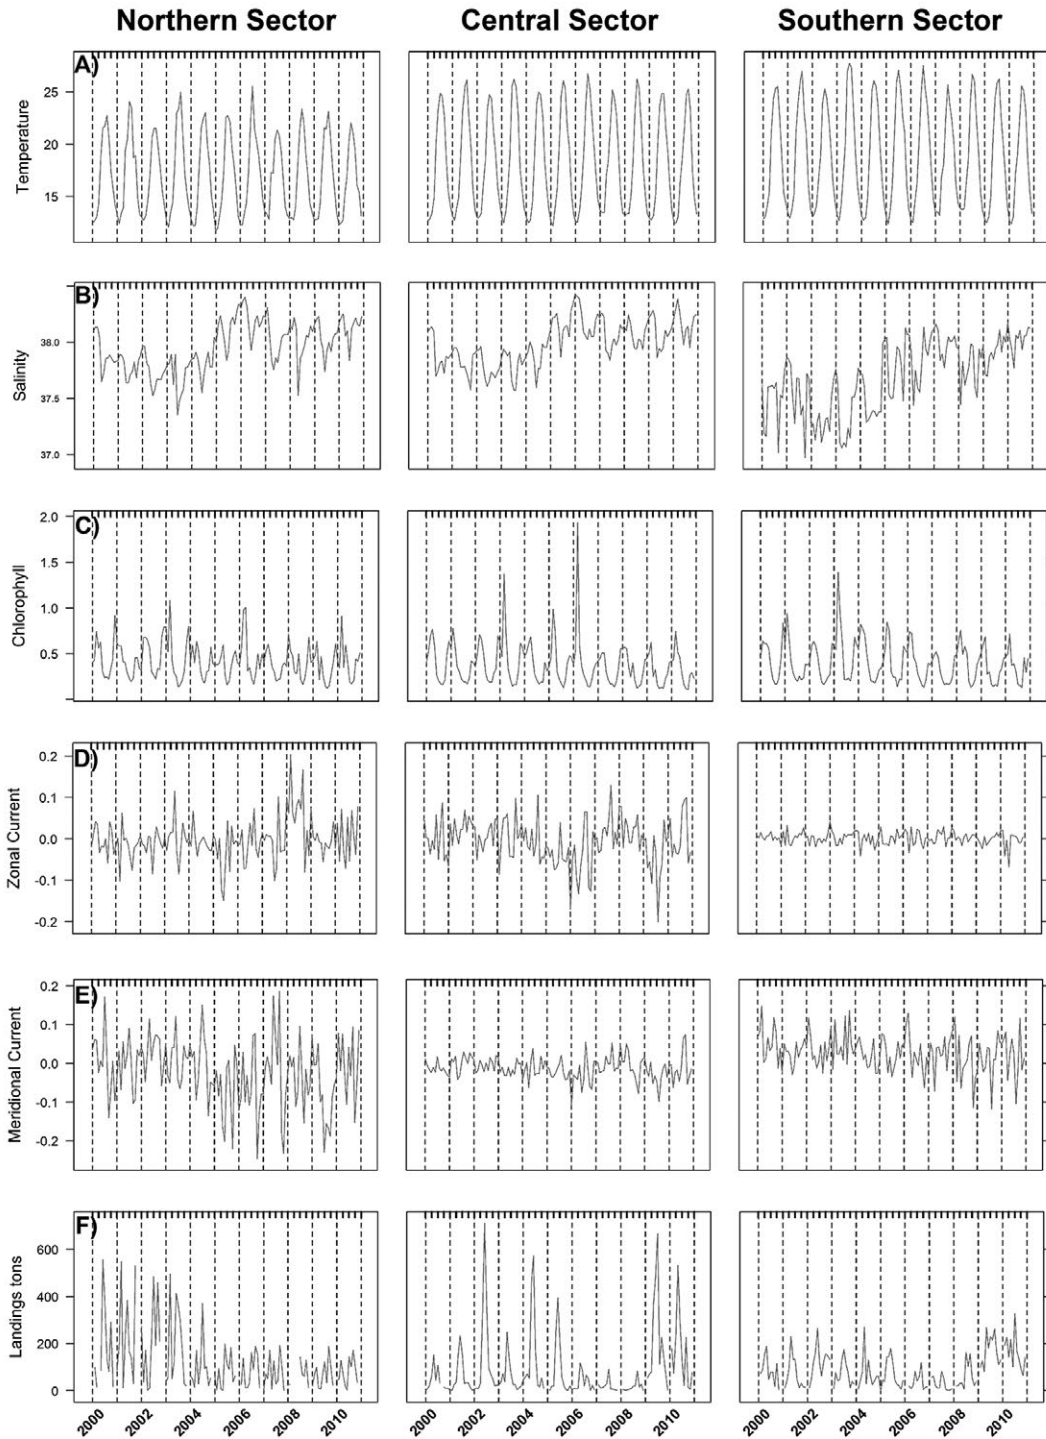 Northern Sector Central Sector Southern Sector
A)
Temperature
25
20
15
B)
Salinity
38.0
37.5
37.0
C)
Chlorophyll
2.0
1.5
1.0
0.5
D)
Zonal Current
0.2
0.1
0.0
-0.1
-0.2
E)
Meridional Current
0.2
0.1
0.0
-0.1
-0.2
F)
Landings tons
600
400
200
0
2000 2002 2004 2006 2008 2010 2000 2002 2004 2006 2008 2010 2000 2002 2004 2006 2008 2010